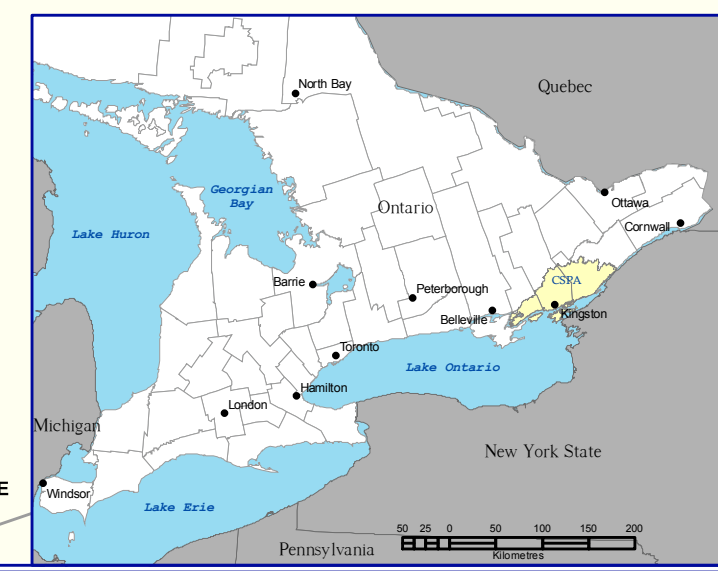 North Bay
Quebec
Georgian
Bay
Ottawa
Ontario
Cornwall
Lake Huron
CSPA
Barrie
Peterborough
Kingston
Belleville
Toronto
Lake Ontario
Hamilton
London
Michigan
New York State
E
Windsor
Lake Erie
50 25 0 50 100 150 200
Kilometres
Pennsylvania